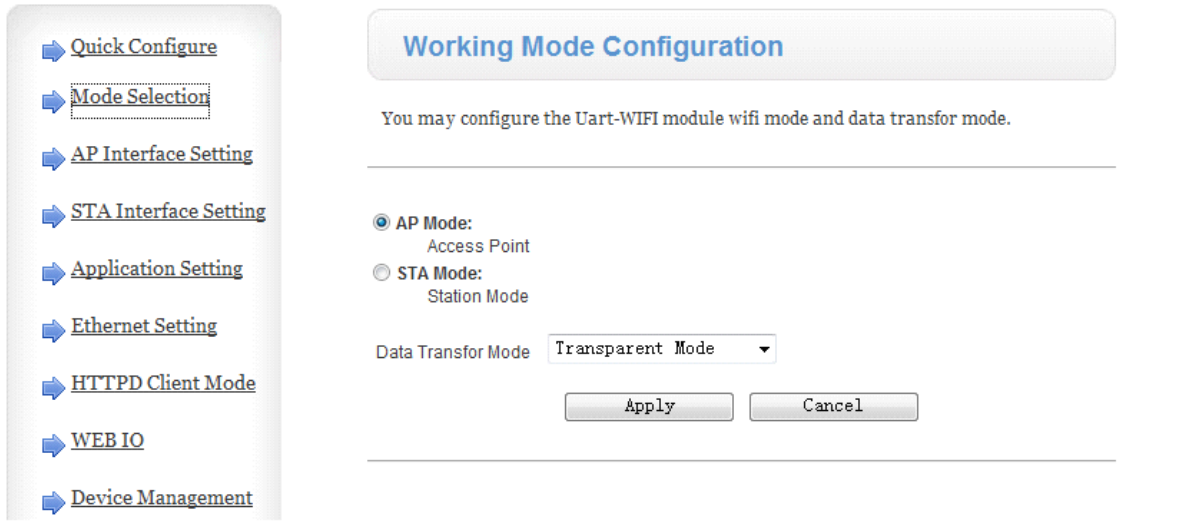 Quick Configure
Mode Selection
AP Interface Setting
STA Interface Setting
Application Setting
Ethernet Setting
HTTPD Client Mode
WEB IO
Device Management
Working Mode Configuration
You may configure the Uart-WIFI module wifi mode and data transfor mode.
AP Mode:
Access Point
STA Mode:
Station Mode
Data Transfor Mode Transparent Mode
Apply Cancel